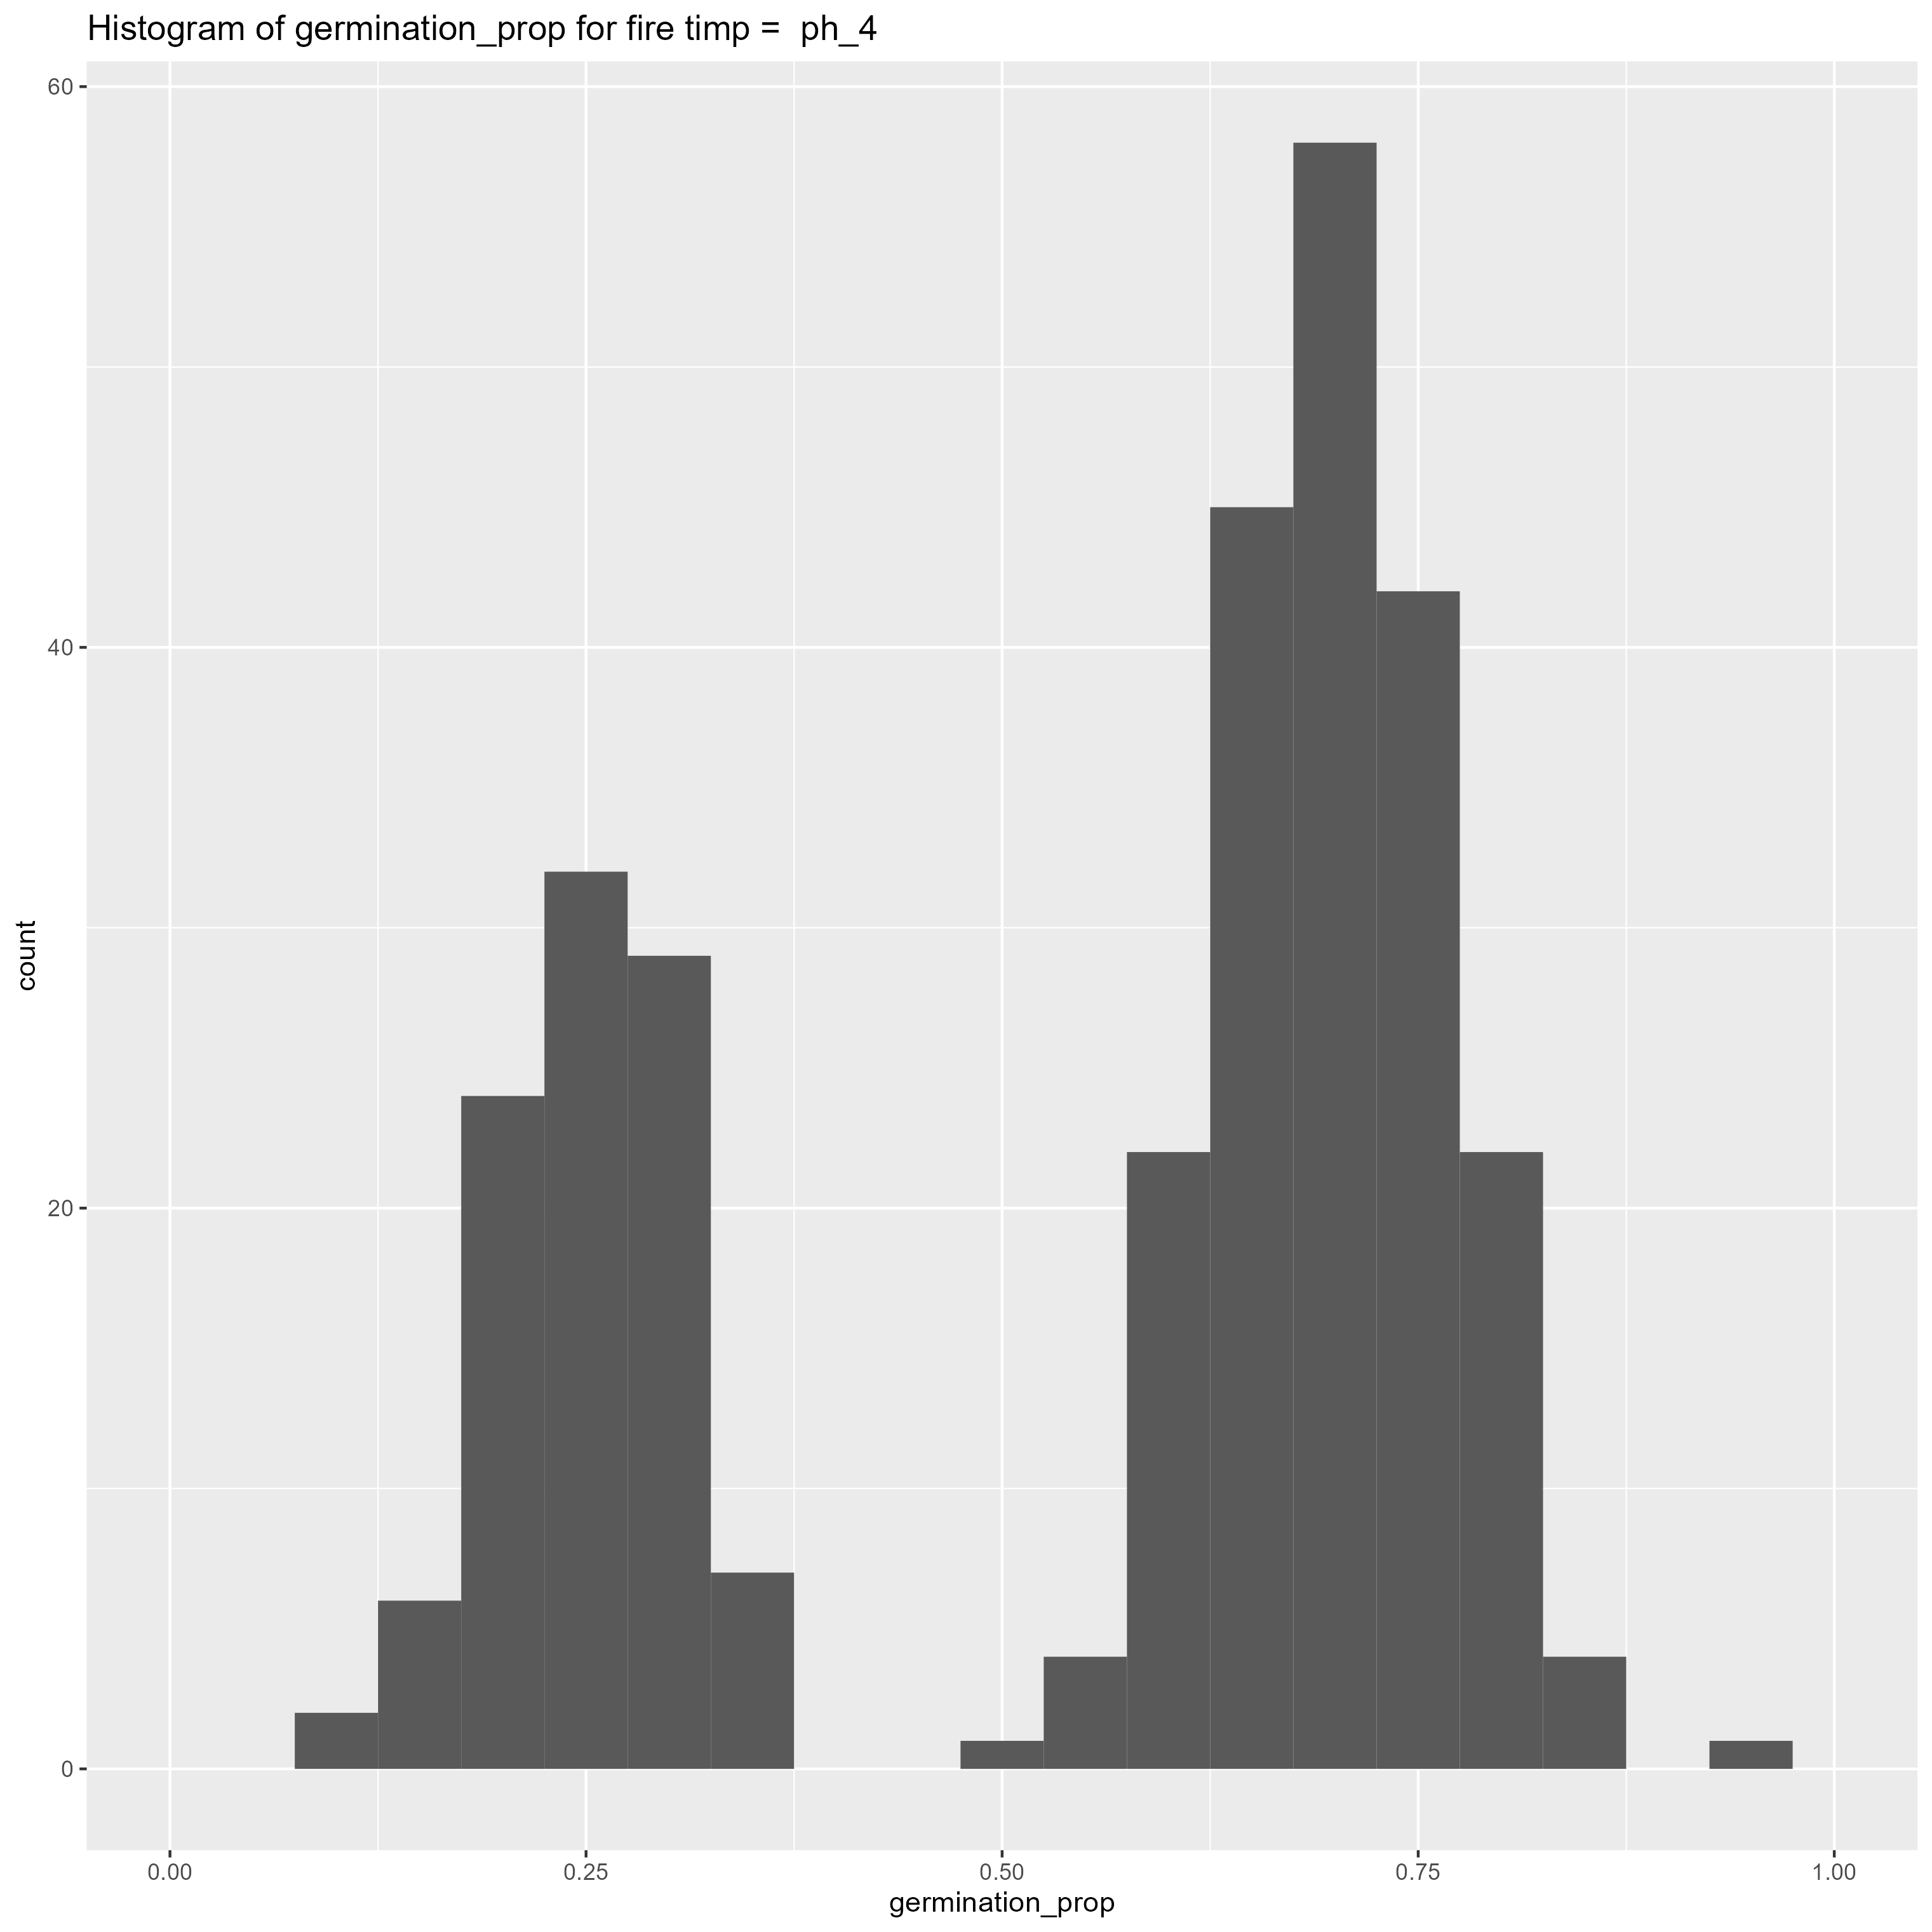 Histogram of germination_prop for fire timp =  ph_4
60
40
20
0
count
0.00 0.25 0.50 0.75 1.00
germination_prop